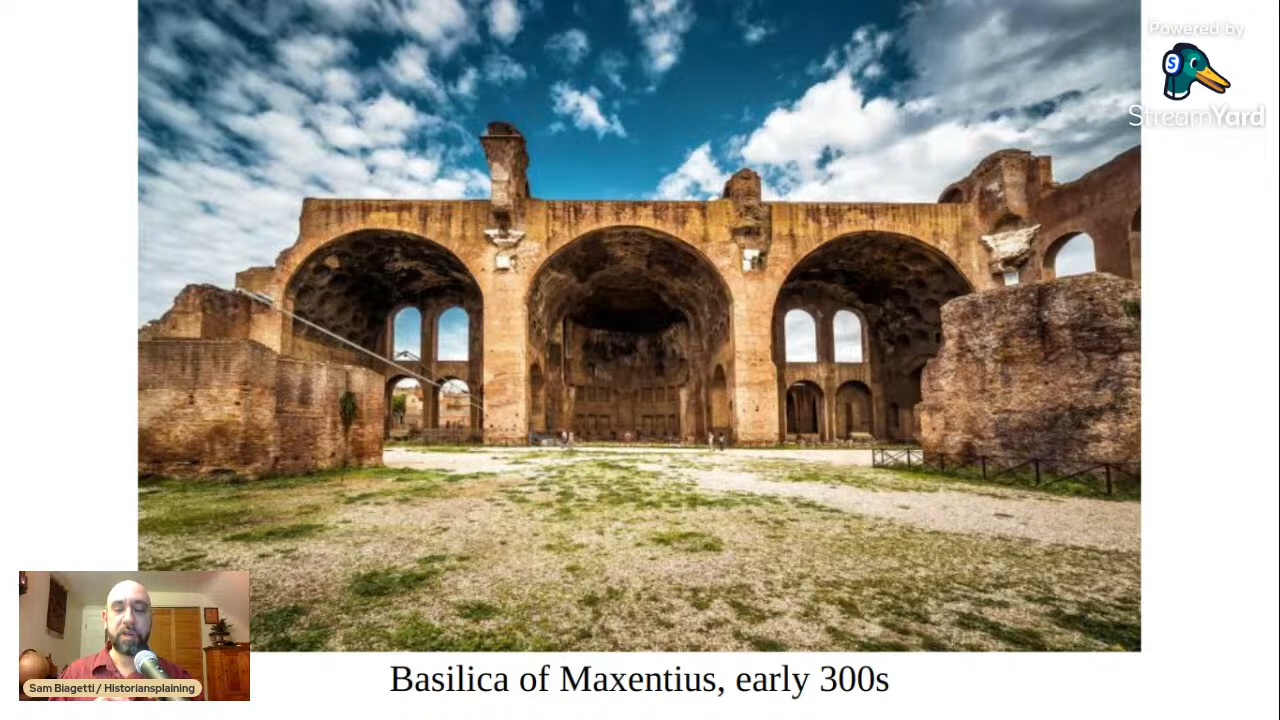 Powered by
StreamYard
Sam Biagetti / Historiansplaining
Basilica of Maxentius, early 300s